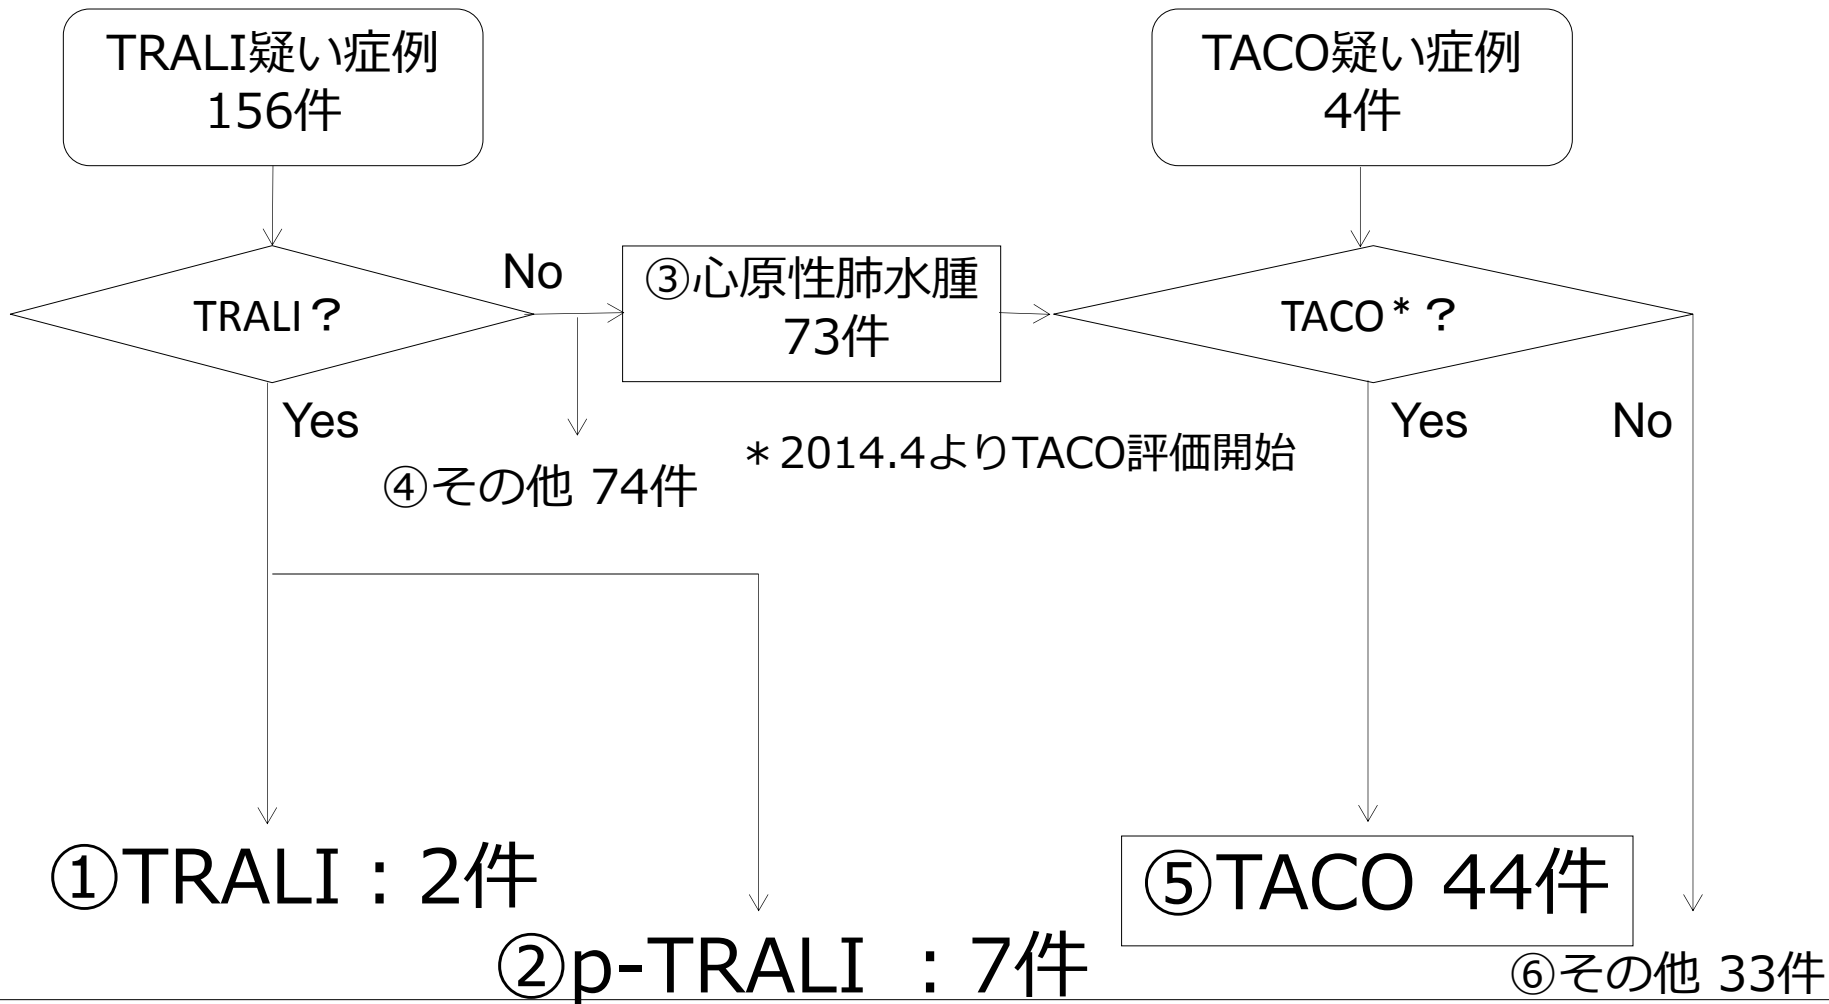 TRALI疑い症例
156件
TACO疑い症例
4件
TRALI？
No
③心原性肺水腫
73件
TACO*？
Yes
④その他 74件
＊2014.4よりTACO評価開始
Yes
No
①TRALI：2件
②p-TRALI ：7件
⑤TACO 44件
⑥その他 33件